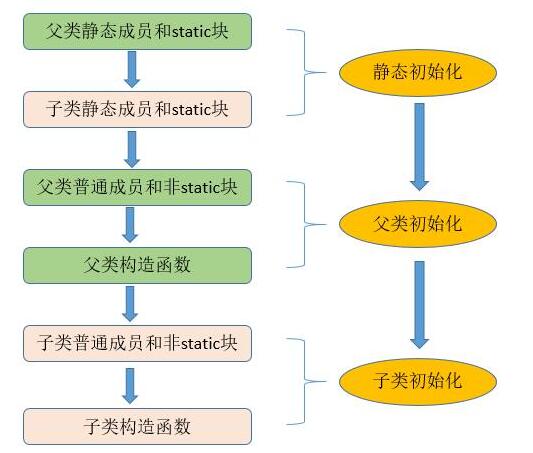 父类静态成员和static块
静态初始化
子类静态成员和static块
父类普通成员和非static块
父类初始化
父类构造函数
子类普通成员和非static块
子类初始化
子类构造函数